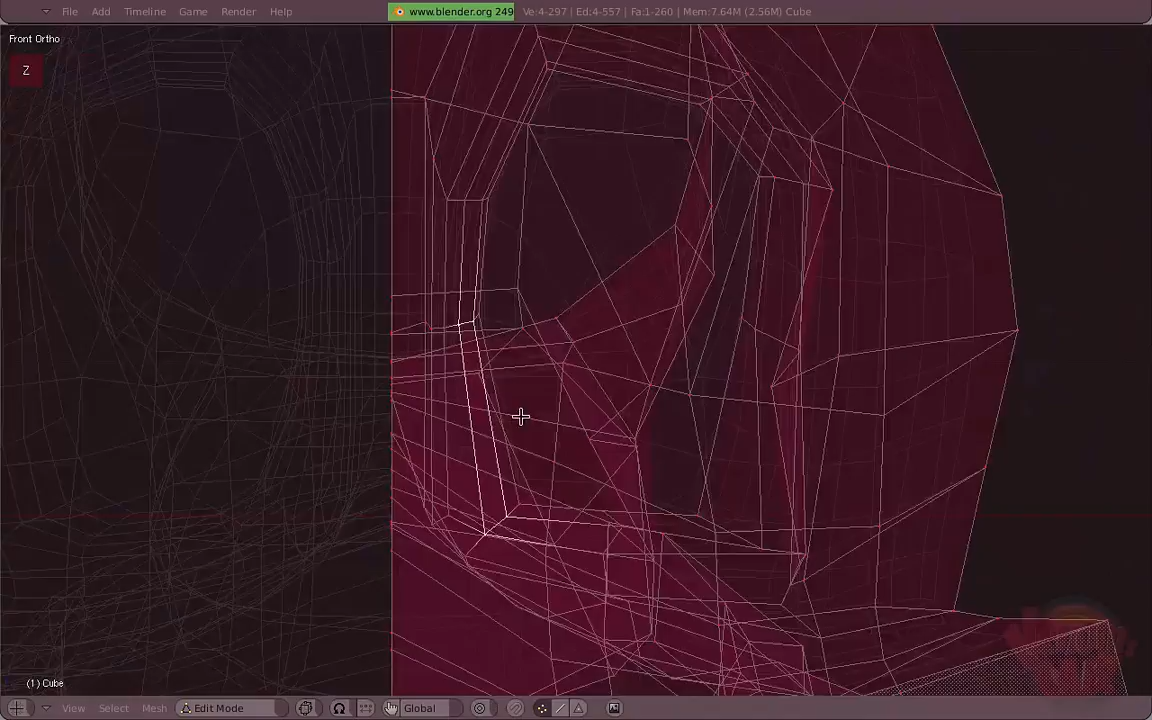 File Add Timeline Game Render Help www.blender.org 249 Ve:4-297 | Ed:4-557 | Fa:1-260 | Mem:7.64M (2.56M) Cube
Front Ortho
Z
(1) Cube
View Select Mesh Edit Mode Global